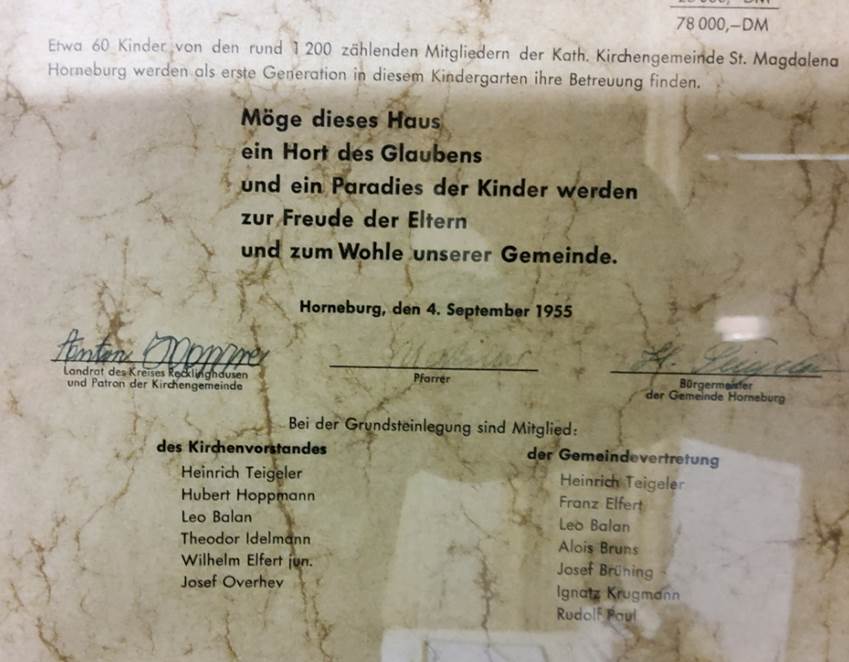 78 000,–DM
Etwa 60 Kinder von den rund 1 200 zählenden Mitgliedern der Kath. Kirchengemeinde St. Magdalena
Horneburg werden als erste Generation in diesem Kindergarten ihre Betreuung finden.
Möge dieses Haus
ein Hort des Glaubens
und ein Paradies der Kinder werden
zur Freude der Eltern
und zum Wohle unserer Gemeinde.
Horneburg, den 4. September 1955
Anton
Landrat des Kreises Recklinghausen
und Patron der Kirchengemeinde
Pfarrer
Bürgermeister
der Gemeinde Horneburg
Bei der Grundsteinlegung sind Mitglied:
des Kirchenvorstandes
Heinrich Teigeler
Hubert Hoppmann
Leo Balan
Theodor Idelmann
Wilhelm Elfert jun.
Josef Overhev
der Gemeindevertretung
Heinrich Teigeler
Franz Elfert
Leo Balan
Alois Bruns
Josef Brüning
Ignatz Krugmann
Rudolf Paul